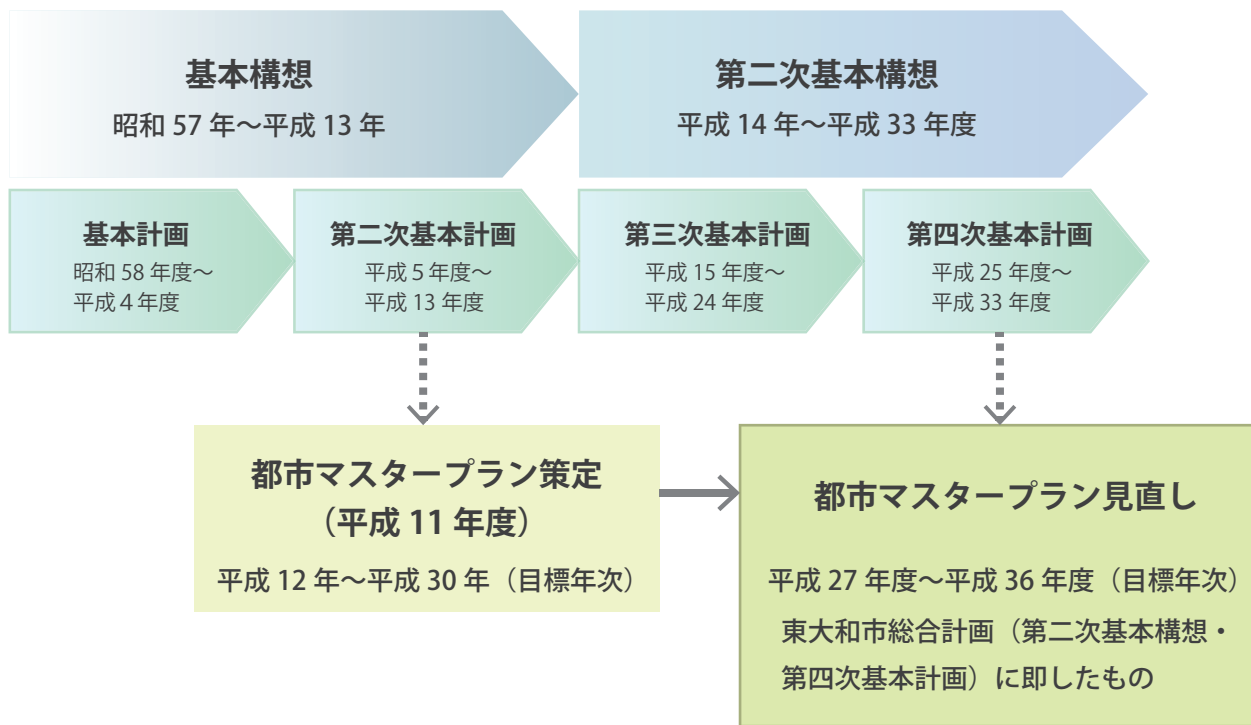 基本構想
昭和 57 年~平成 13 年
第二次基本構想
平成 14 年~平成 33 年度
基本計画
昭和 58 年度~
平成 4 年度
第二次基本計画
平成 5 年度~
平成 13 年度
第三次基本計画
平成 15 年度~
平成 24 年度
第四次基本計画
平成 25 年度~
平成 33 年度
都市マスタープラン策定
(平成 11 年度)
平成 12 年~平成 30 年(目標年次)
都市マスタープラン見直し
平成 27 年度~平成 36 年度(目標年次)
東大和市総合計画(第二次基本構想・
第四次基本計画)に即したもの